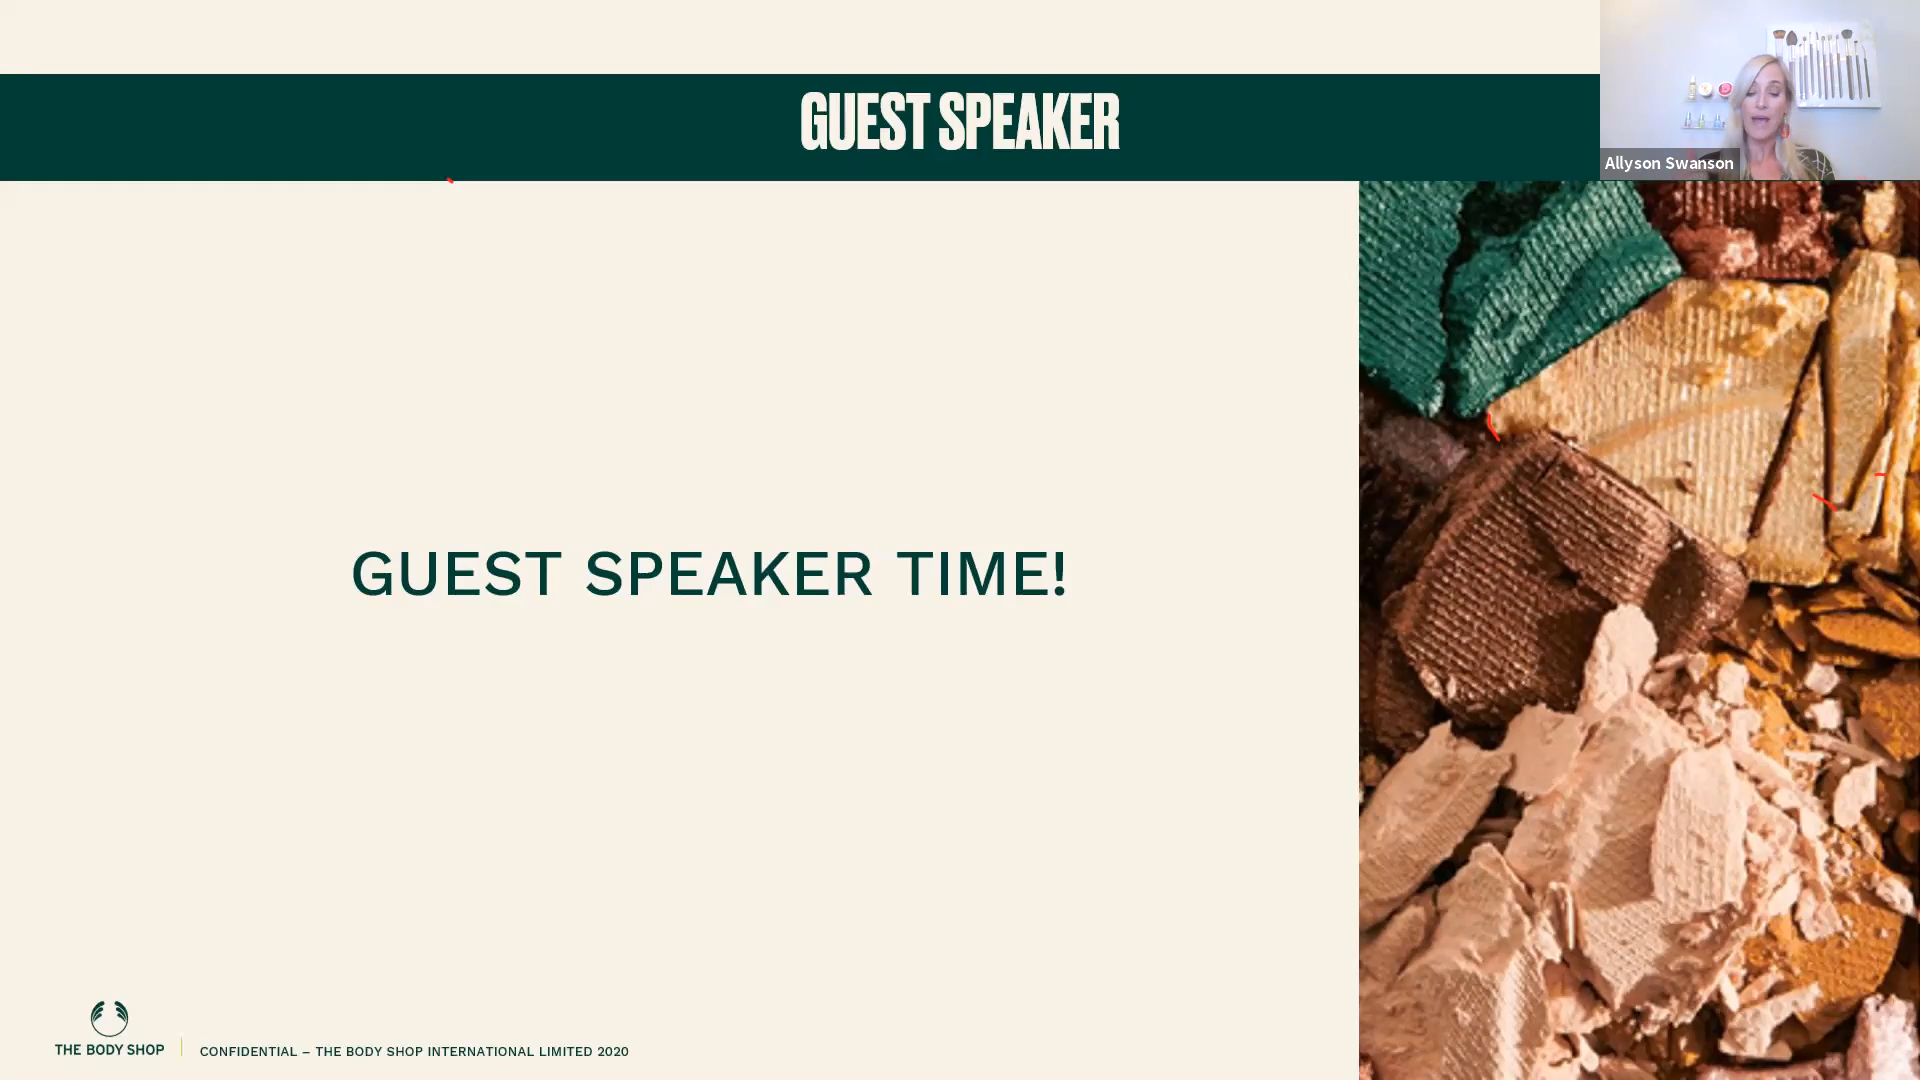 GUEST SPEAKER
Allyson Swanson
GUEST SPEAKER TIME!
THE BODY SHOP
CONFIDENTIAL – THE BODY SHOP INTERNATIONAL LIMITED 2020